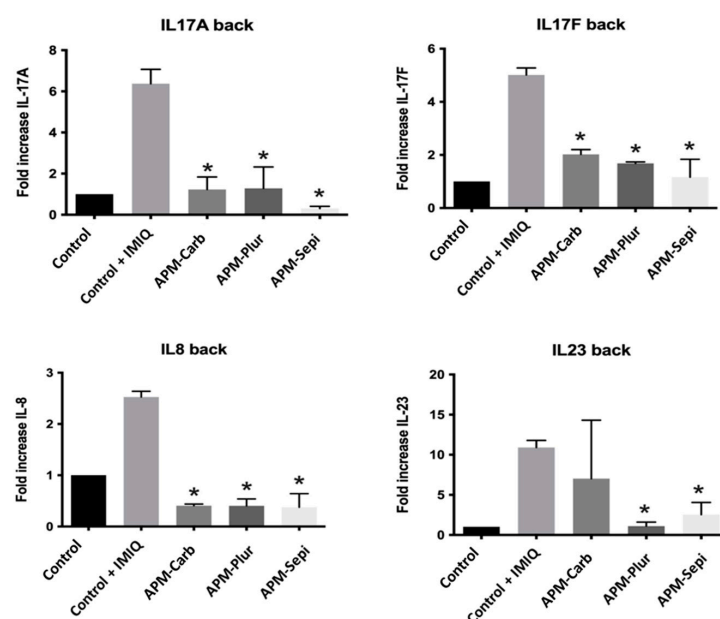 IL17A back
Fold increase IL-17A
8
6
4
2
0
*
*
*
Control
Control + IMIQ
APM-Carb
APM-Plur
APM-Sepi
IL17F back
Fold increase IL-17F
6
4
2
0
*
*
*
Control
Control + IMIQ
APM-Carb
APM-Plur
APM-Sepi
IL8 back
Fold increase IL-8
3
2
1
0
*
*
*
Control
Control + IMIQ
APM-Carb
APM-Plur
APM-Sepi
IL23 back
Fold increase IL-23
20
15
10
5
0
*
*
Control
Control + IMIQ
APM-Carb
APM-Plur
APM-Sepi